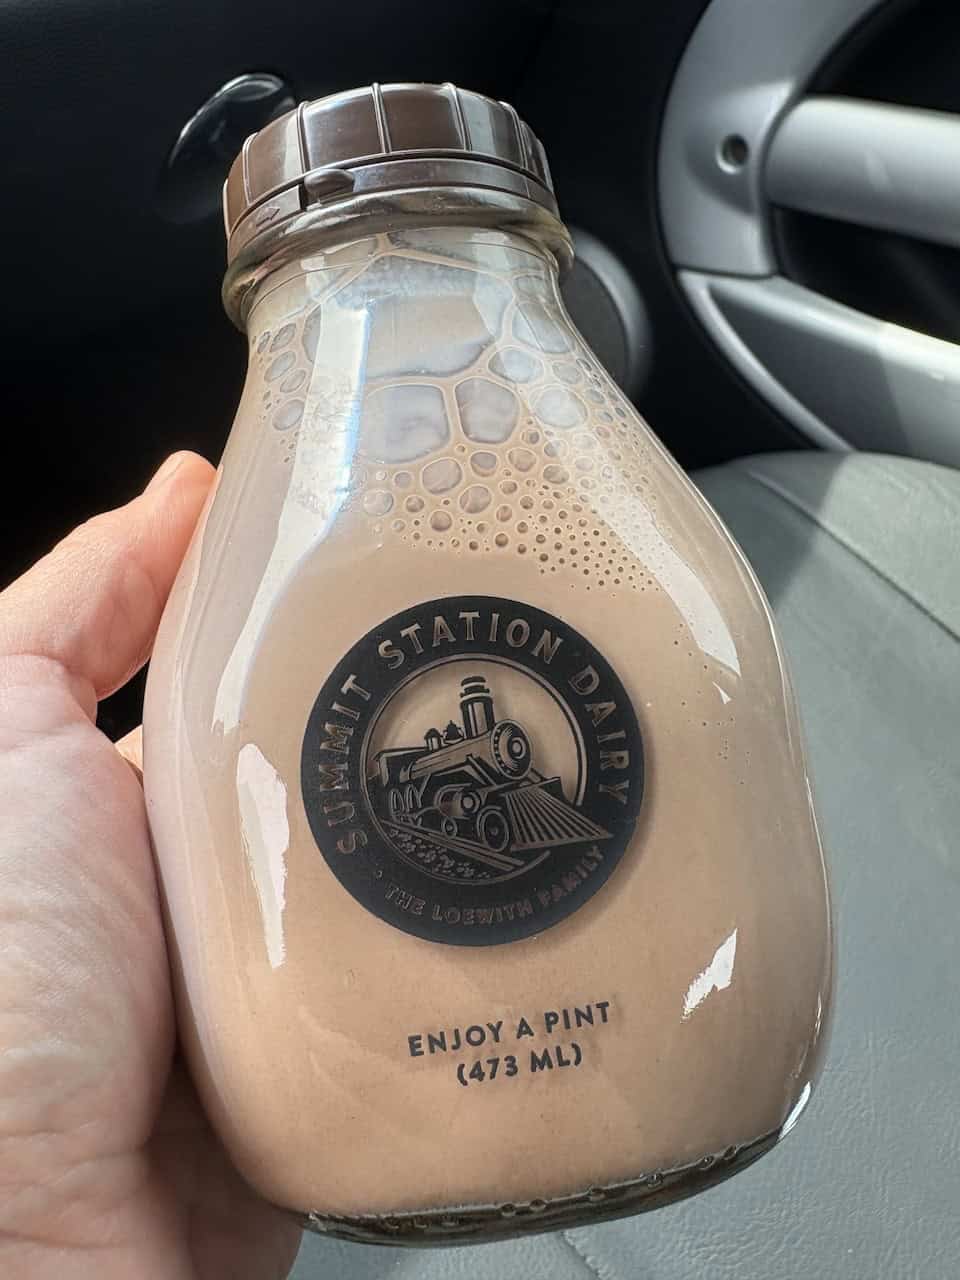 SUMMIT STATION DAIRY
• THE LOEWITH FAMILY
ENJOY A PINT
(473 ML)